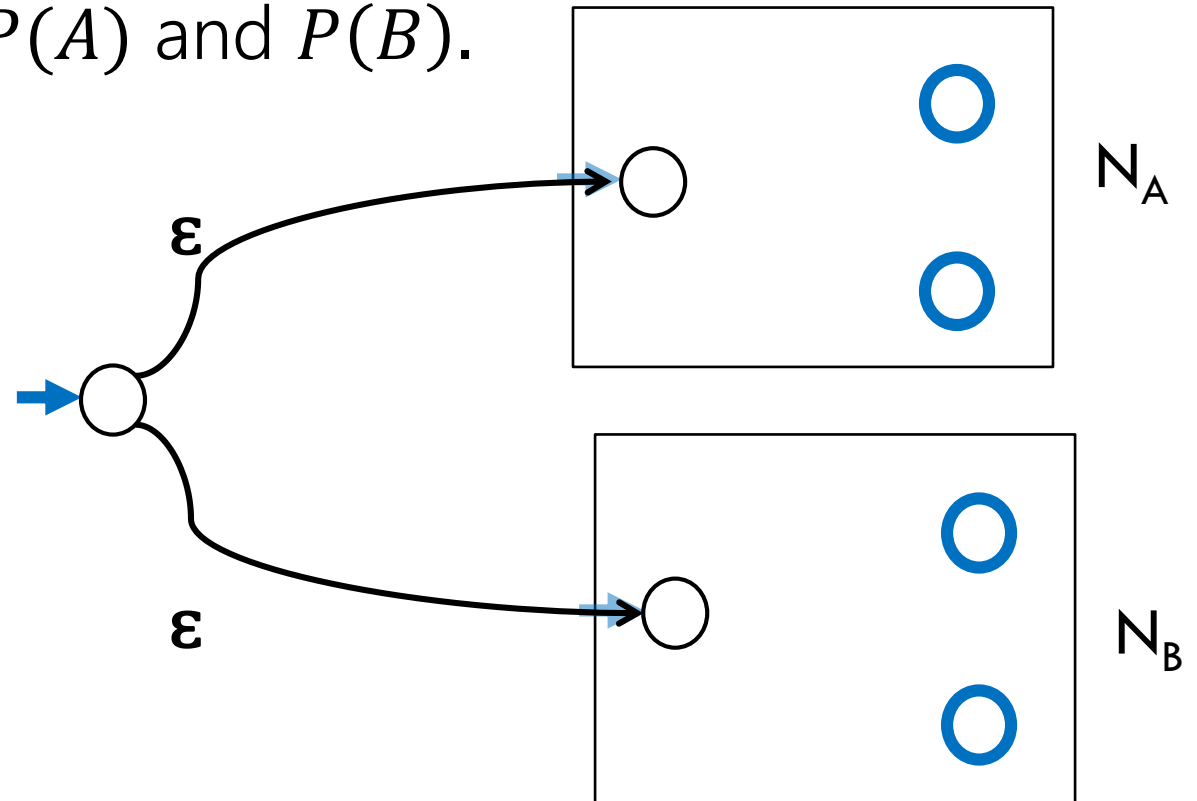 P(A) and P(B).
N_A
ε
ε
N_B